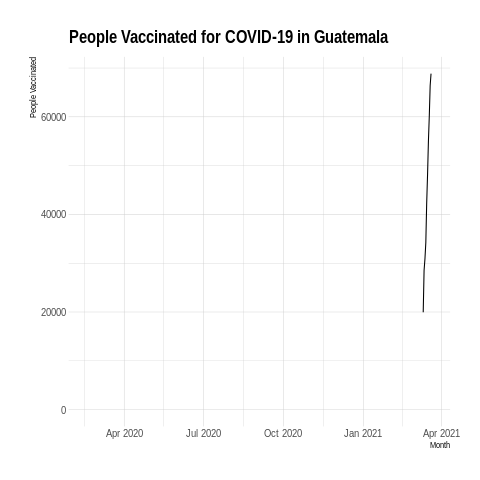 People Vaccinated for COVID-19 in Guatemala
People Vaccinated
60000
40000
20000
0
Apr 2020 Jul 2020 Oct 2020 Jan 2021 Apr 2021
Month